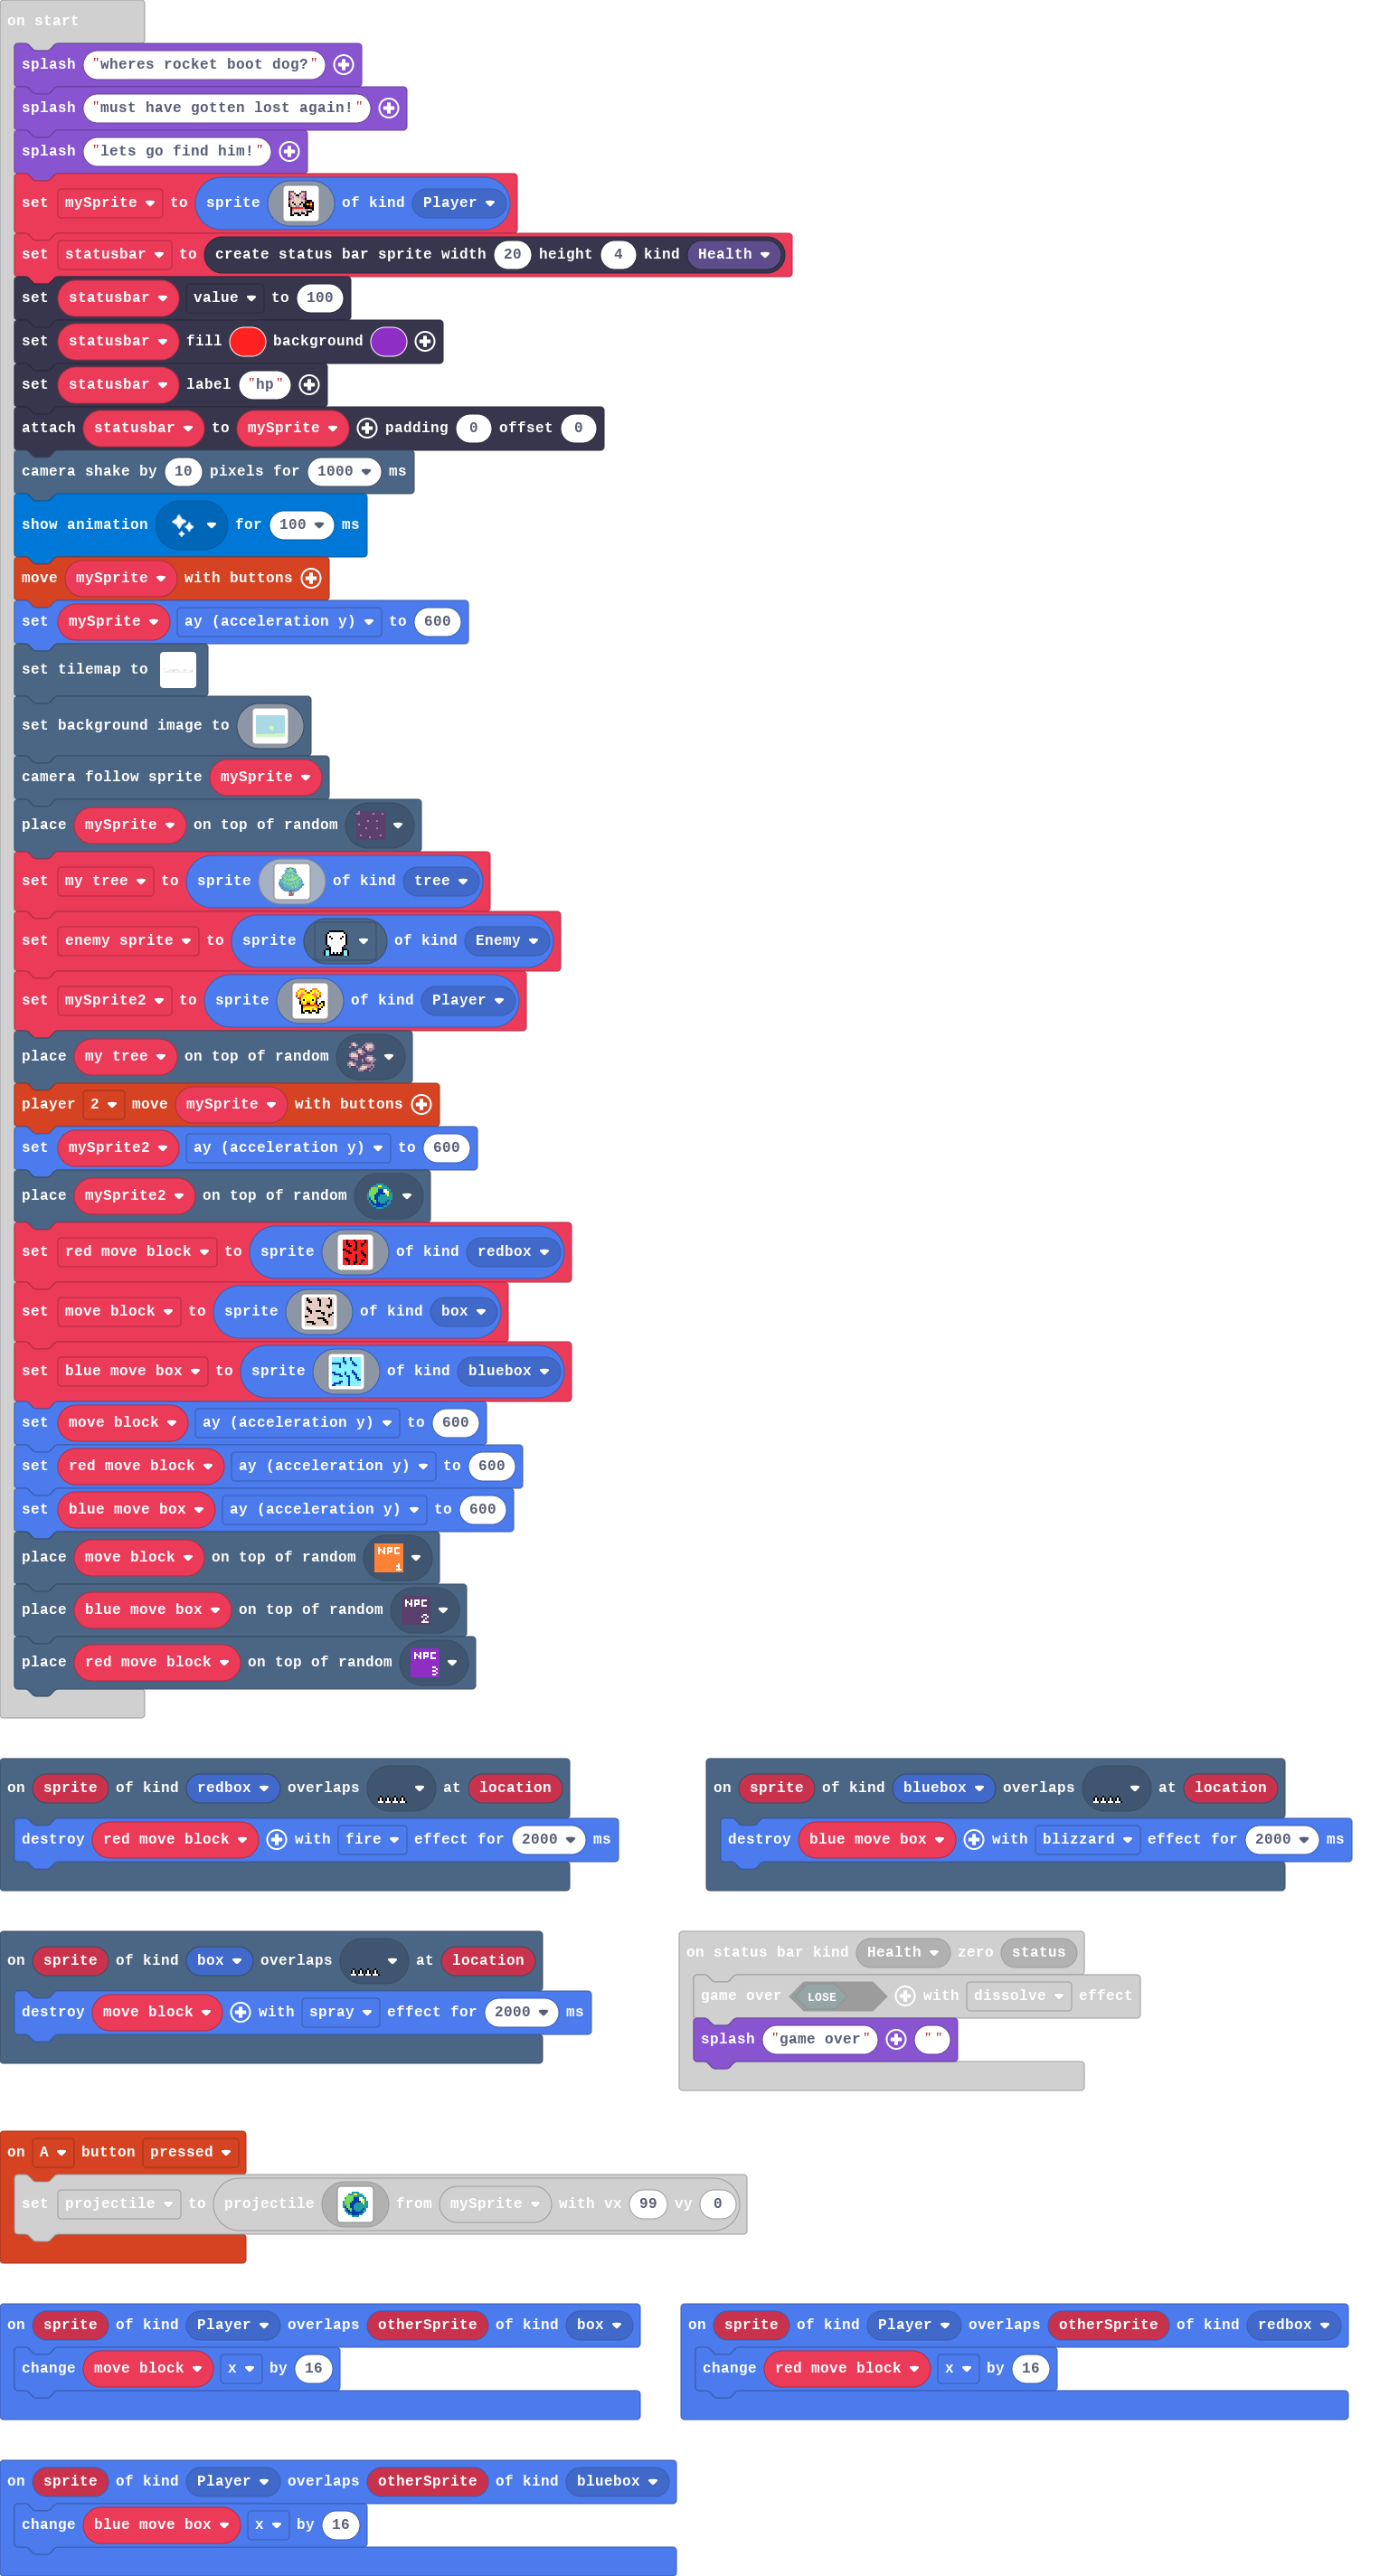 on start
splash "wheres rocket boot dog?"
splash "must have gotten lost again!"
splash "lets go find him!"
set mySprite to sprite of kind Player
set statusbar to create status bar sprite width 20 height 4 kind Health
set statusbar value to 100
set statusbar fill background
set statusbar label "hp"
attach statusbar to mySprite padding 0 offset 0
camera shake by 10 pixels for 1000 ms
show animation for 100 ms
move mySprite with buttons
set mySprite ay (acceleration y) to 600
set tilemap to
set background image to
camera follow sprite mySprite
place mySprite on top of random
set my tree to sprite of kind tree
set enemy sprite to sprite of kind Enemy
set mySprite2 to sprite of kind Player
place my tree on top of random
player 2 move mySprite with buttons
set mySprite2 ay (acceleration y) to 600
place mySprite2 on top of random
set red move block to sprite of kind redbox
set move block to sprite of kind box
set blue move box to sprite of kind bluebox
set move block ay (acceleration y) to 600
set red move block ay (acceleration y) to 600
set blue move box ay (acceleration y) to 600
place move block on top of random NPC 1
place blue move box on top of random NPC 2
place red move block on top of random NPC 3
on sprite of kind redbox overlaps at location
destroy red move block with fire effect for 2000 ms
on sprite of kind bluebox overlaps at location
destroy blue move box with blizzard effect for 2000 ms
on sprite of kind box overlaps at location
destroy move block with spray effect for 2000 ms
on status bar kind Health zero status
game over LOSE with dissolve effect
splash "game over" ""
on A button pressed
set projectile to projectile from mySprite with vx 99 vy 0
on sprite of kind Player overlaps otherSprite of kind box
change move block x by 16
on sprite of kind Player overlaps otherSprite of kind redbox
change red move block x by 16
on sprite of kind Player overlaps otherSprite of kind bluebox
change blue move box x by 16